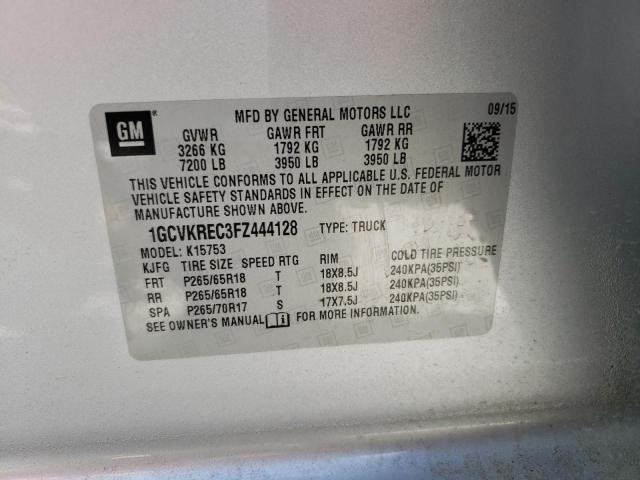 GM
MFD BY GENERAL MOTORS LLC 09/15
GVWR GAWR FRT GAWR RR
3266 KG 1792 KG 1792 KG
7200 LB 3950 LB 3950 LB
THIS VEHICLE CONFORMS TO ALL APPLICABLE U.S. FEDERAL MOTOR
VEHICLE SAFETY STANDARDS IN EFFECT ON THE DATE OF
MANUFACTURE SHOWN ABOVE.
1GCVKREC3FZ444128 TYPE: TRUCK
MODEL: K15753
KJFG TIRE SIZE SPEED RTG RIM COLD TIRE PRESSURE
FRT P265/65R18 T 18X8.5J 240KPA(35PSI)
RR P265/65R18 T 18X8.5J 240KPA(35PSI)
SPA P265/70R17 S 17X7.5J 240KPA(35PSI)
SEE OWNER'S MANUAL i FOR MORE INFORMATION.